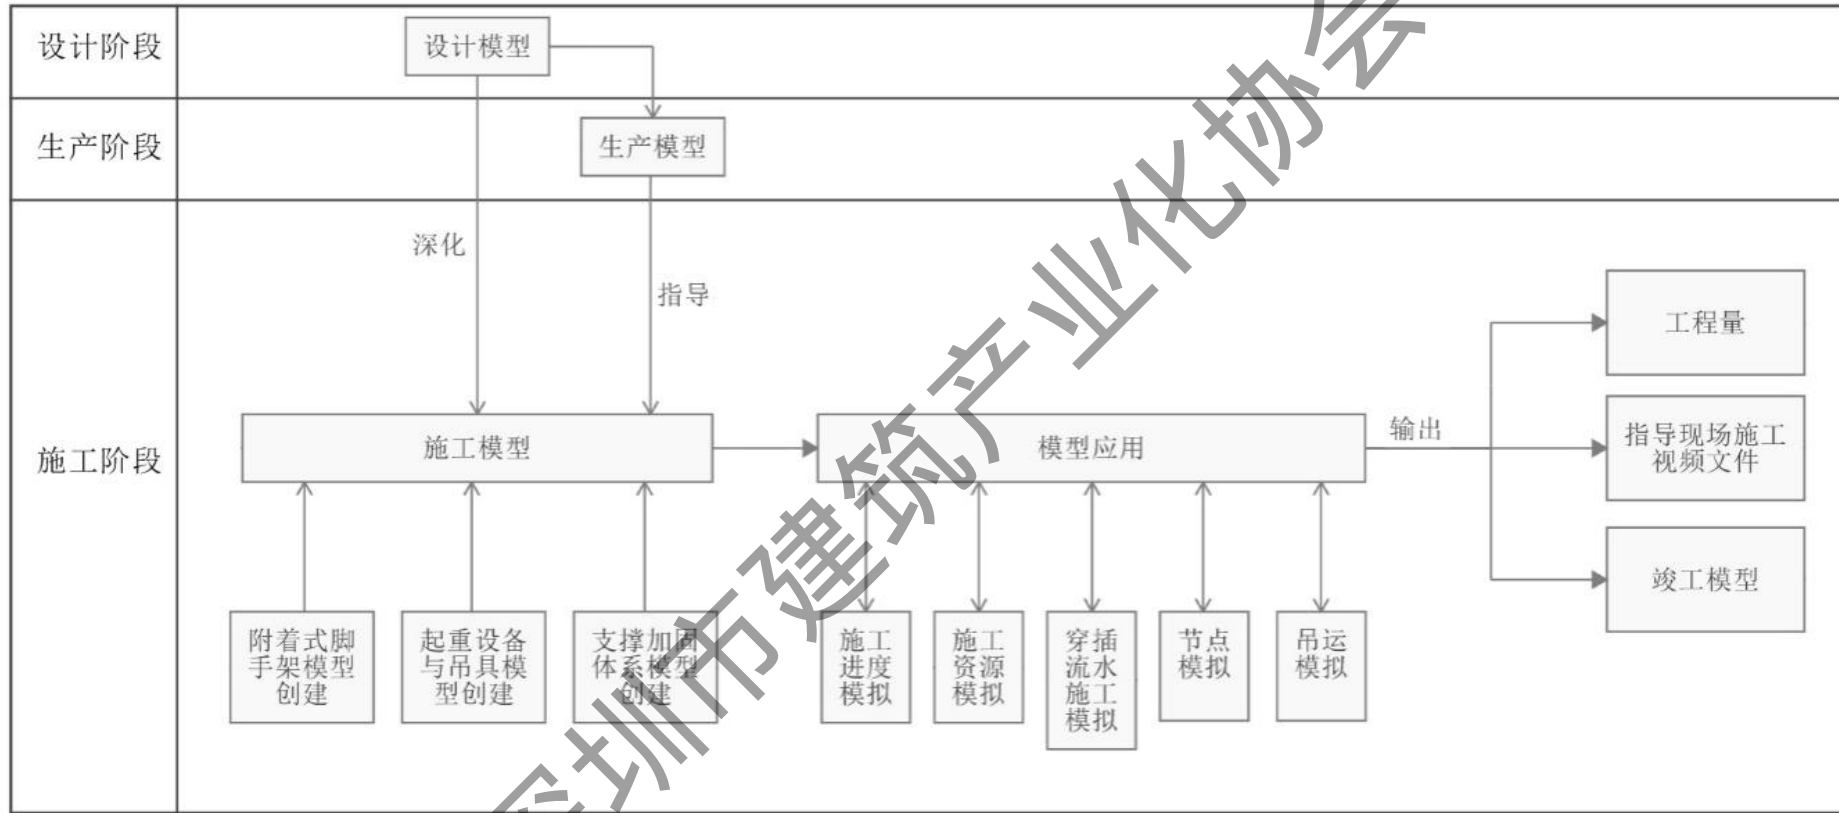 设计阶段
设计模型
生产阶段
生产模型
深化
指导
施工阶段
施工模型
模型应用
输出
工程量
指导现场施工
视频文件
竣工模型
附着式脚
手架模型
创建
起重设备
与吊具模
型创建
支撑加固
体系模型
创建
施工
进度
模拟
施工
资源
模拟
穿插
流水
施工
模拟
节点
模拟
吊运
模拟
深圳市建筑产业化协会